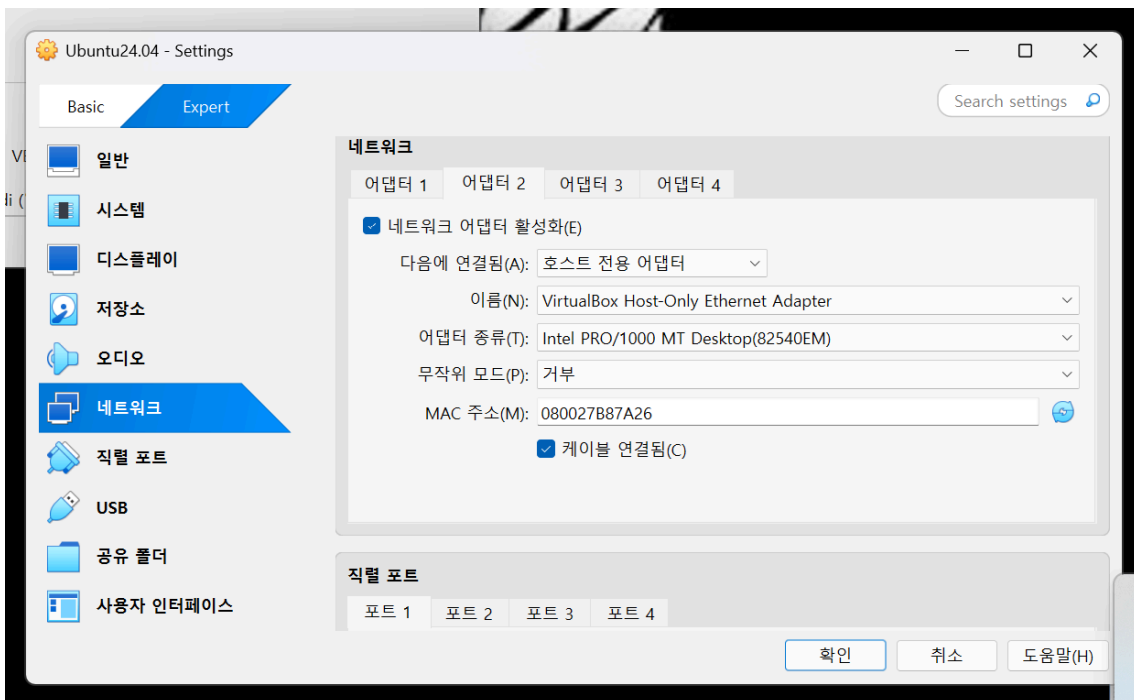 Ubuntu24.04 - Settings
Basic
Expert
Search settings
일반
시스템
디스플레이
저장소
오디오
네트워크
직렬 포트
USB
공유 폴더
사용자 인터페이스
네트워크
어댑터 1 어댑터 2 어댑터 3 어댑터 4
네트워크 어댑터 활성화(E)
다음에 연결됨(A): 호스트 전용 어댑터
이름(N): VirtualBox Host-Only Ethernet Adapter
어댑터 종류(T): Intel PRO/1000 MT Desktop(82540EM)
무작위 모드(P): 거부
MAC 주소(M): 080027B87A26
케이블 연결됨(C)
직렬 포트
포트 1 포트 2 포트 3 포트 4
확인 취소 도움말(H)